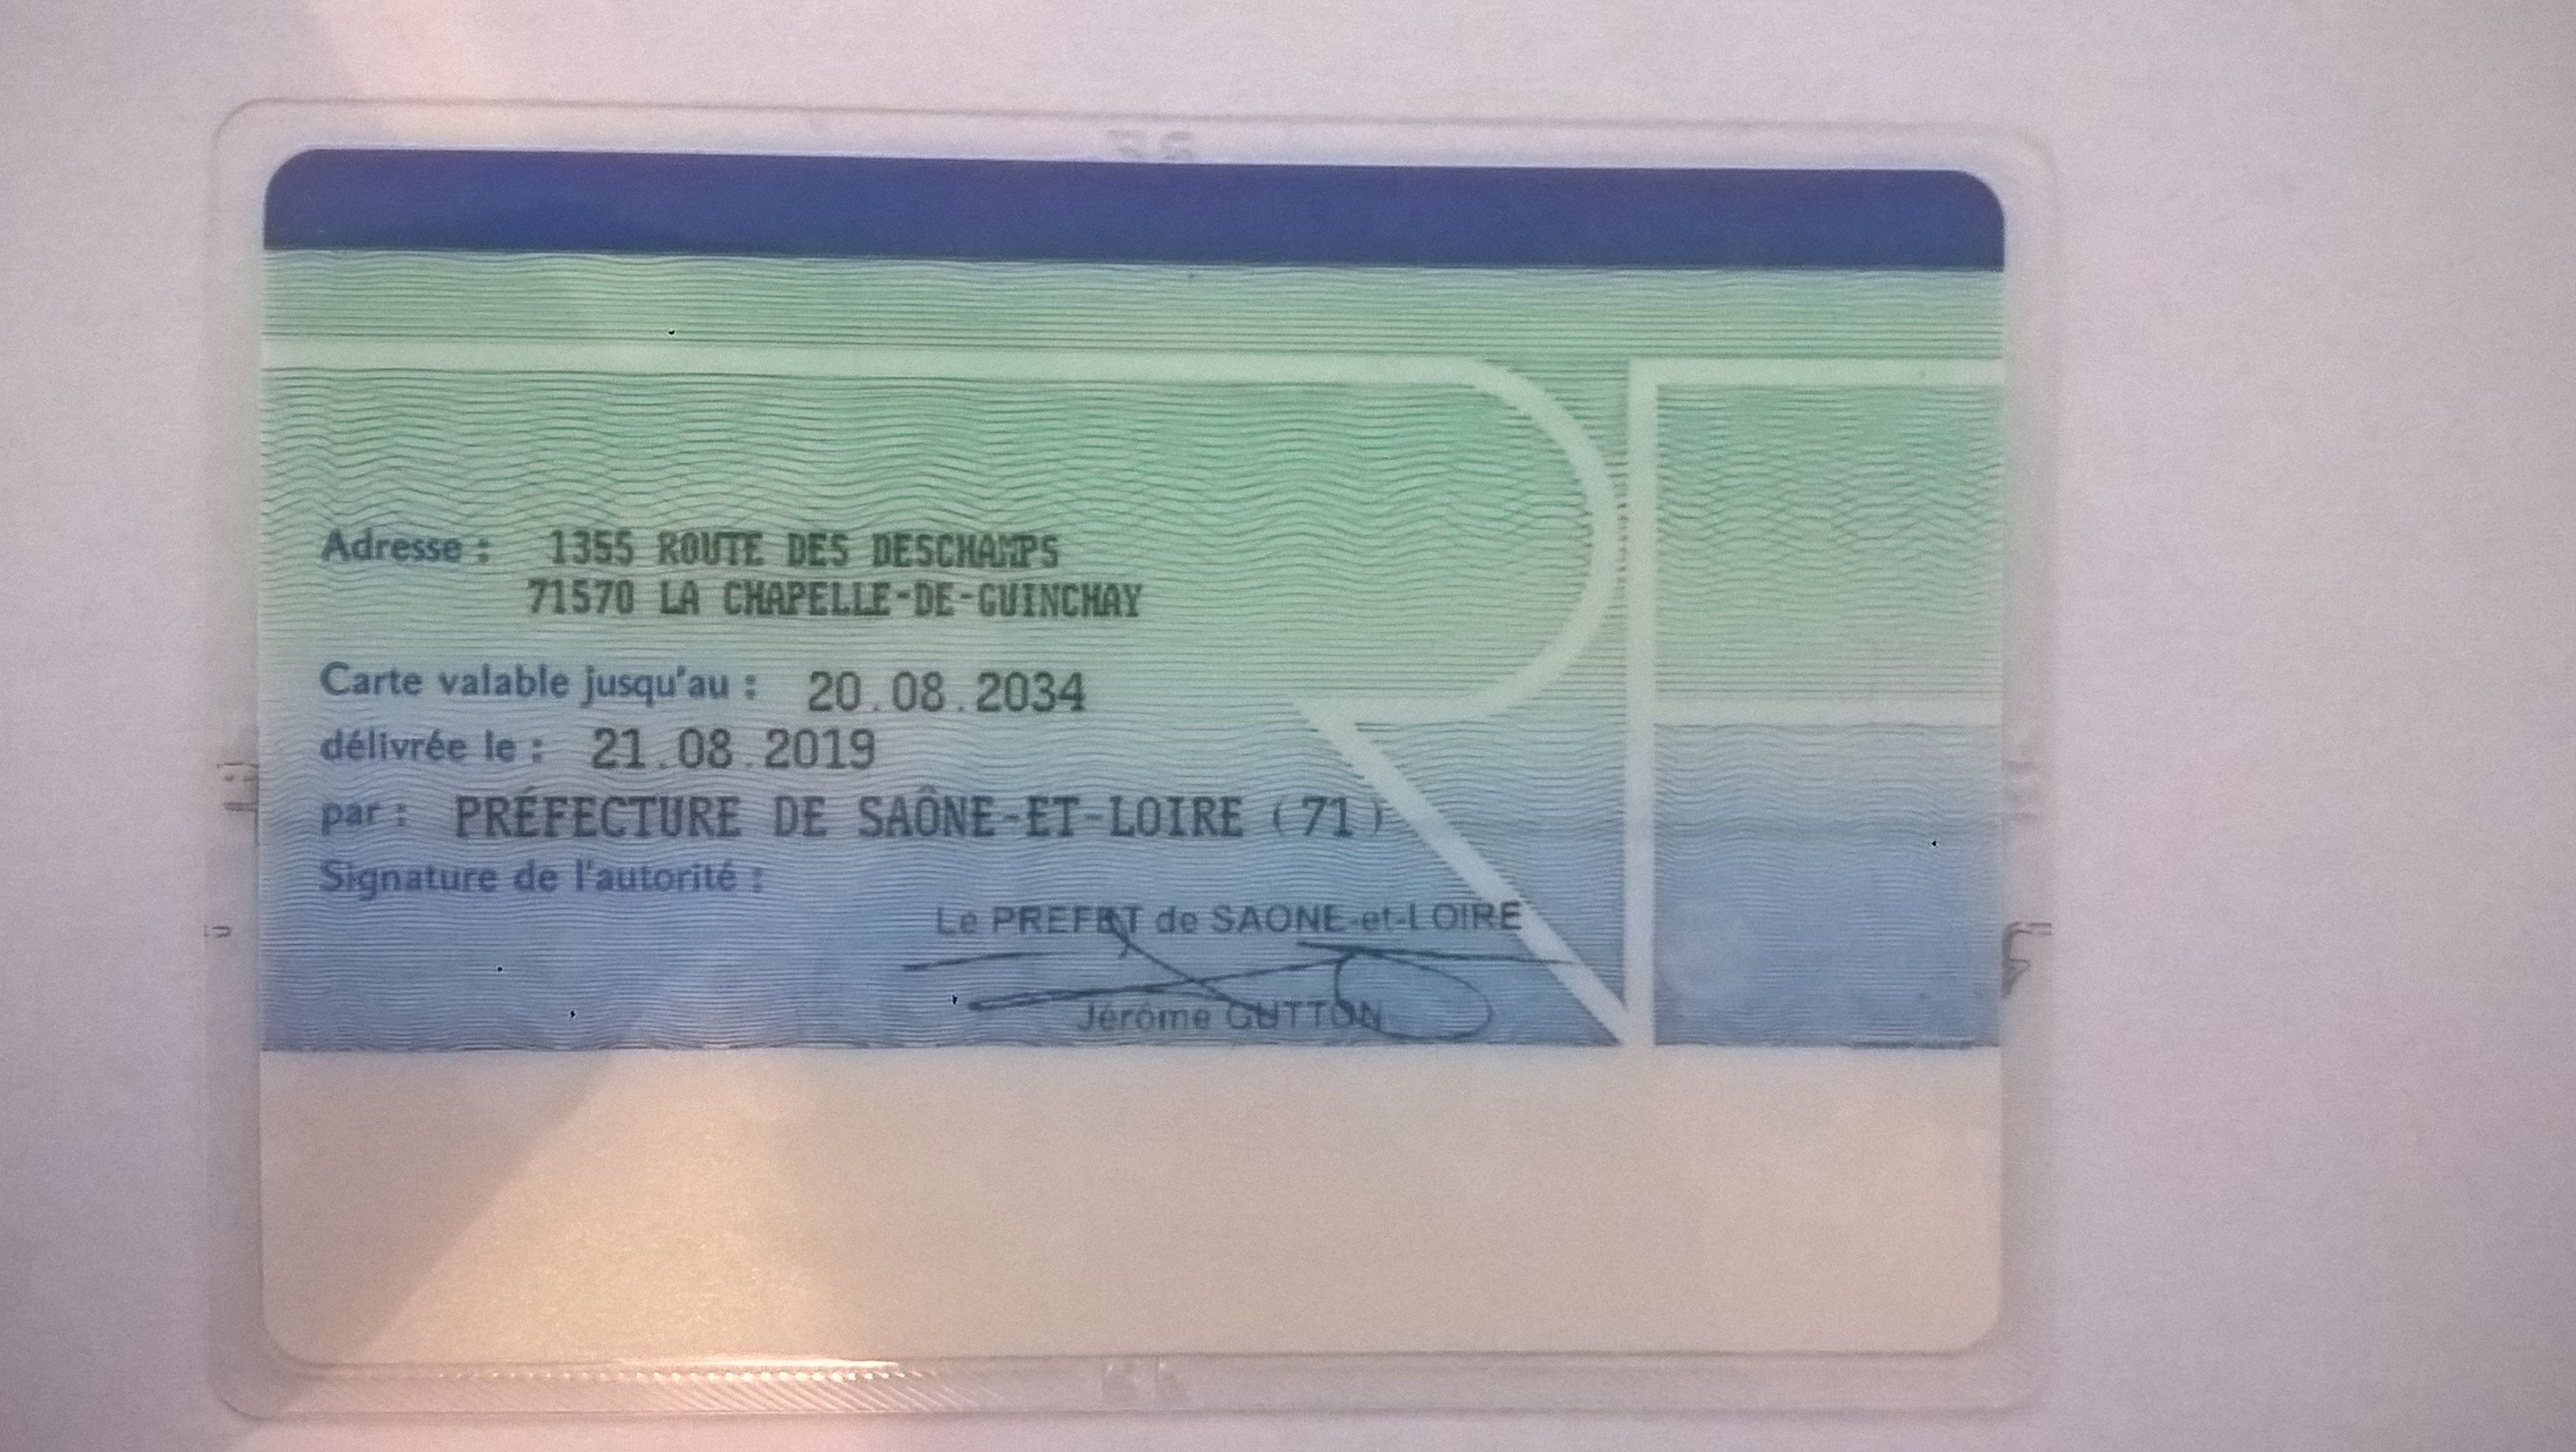 Adresse : 1355 ROUTE DES DESCHAMPS
71570 LA CHAPELLE-DE-GUINCHAY
Carte valable jusqu'au : 20.08.2034
délivrée le : 21.08.2019
par : PRÉFECTURE DE SAÔNE-ET-LOIRE (71)
Signature de l'autorité :
Le PREFET de SAONE-et-LOIRE
Jérôme GUTTON